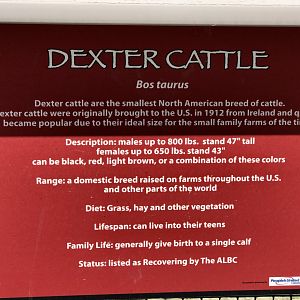 DEXTER CATTLE
Bos taurus
Dexter cattle are the smallest North American breed of cattle.
exter cattle were originally brought to the U.S. in 1912 from Ireland and q
became popular due to their ideal size for the small family farms of the ti
Description: males up to 800 lbs. stand 47" tall
females up to 650 lbs. stand 43"
can be black, red, light brown, or a combination of these colors
Range: a domestic breed raised on farms throughout the U.S.
and other parts of the world
Diet: Grass, hay and other vegetation
Lifespan: can live into their teens
Family Life: generally give birth to a single calf
Status: listed as Recovering by The ALBC